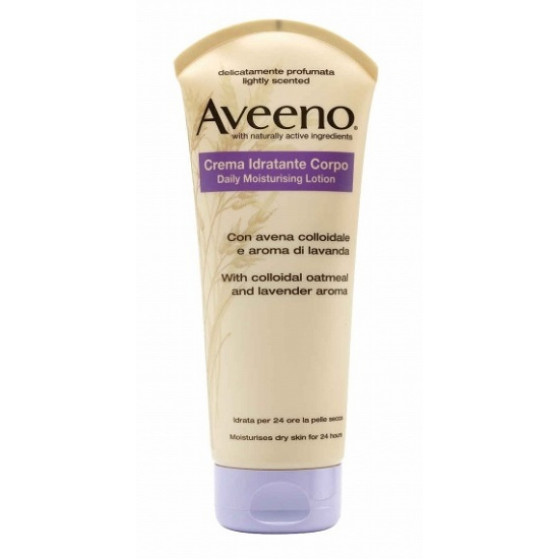 delicatamente profumata
lightly scented
Aveeno®
with naturally active ingredients
Crema Idratante Corpo
Daily Moisturising Lotion
Con avena colloidale
e aroma di lavanda
With colloidal oatmeal
and lavender aroma
Idrata per 24 ore la pelle secca
Moisturises dry skin for 24 hours